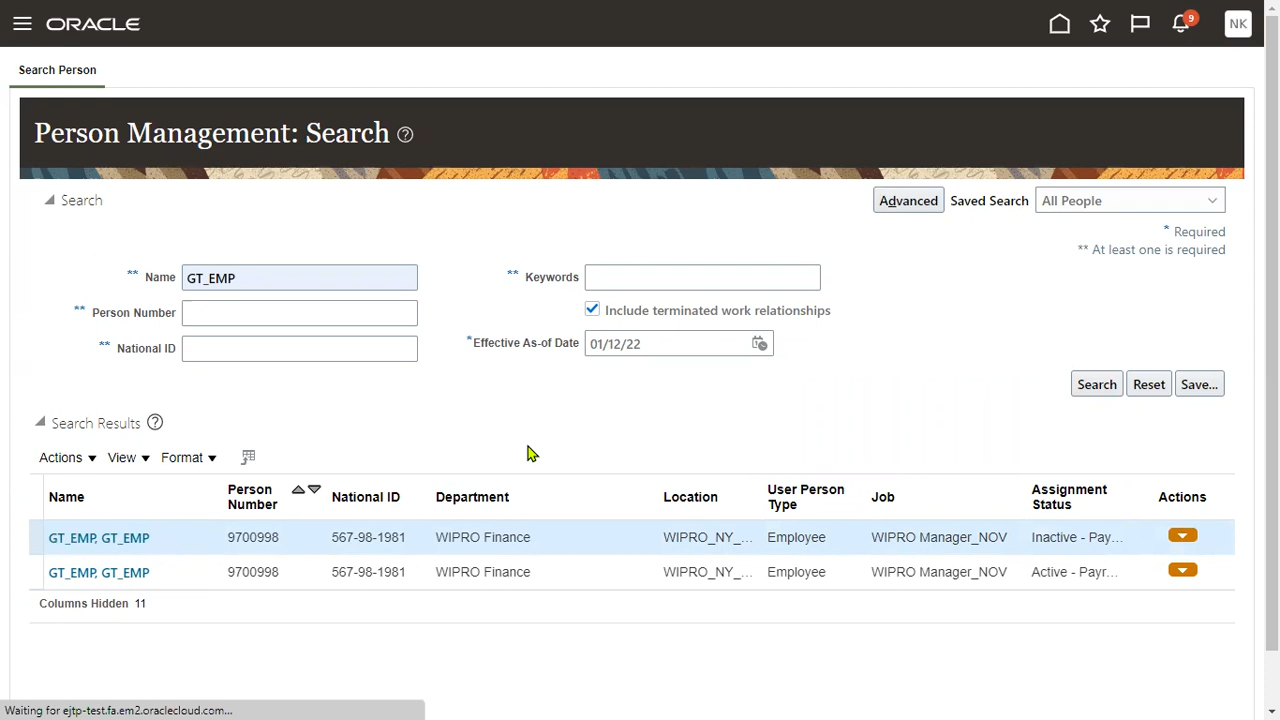 ORACLE
9
NK
Search Person
Person Management: Search ?
Search
Advanced Saved Search All People
* Required
** At least one is required
** Name GT_EMP
** Keywords
** Person Number
Include terminated work relationships
** National ID
*Effective As-of Date 01/12/22
Search Reset Save...
Search Results ?
Actions View Format
Name Person Number National ID Department Location User Person Type Job Assignment Status Actions
GT_EMP, GT_EMP 9700998 567-98-1981 WIPRO Finance WIPRO_NY_... Employee WIPRO Manager_NOV Inactive - Pay...
GT_EMP, GT_EMP 9700998 567-98-1981 WIPRO Finance WIPRO_NY_... Employee WIPRO Manager_NOV Active - Payr...
Columns Hidden 11
Waiting for ejtp-test.fa.em2.oraclecloud.com...